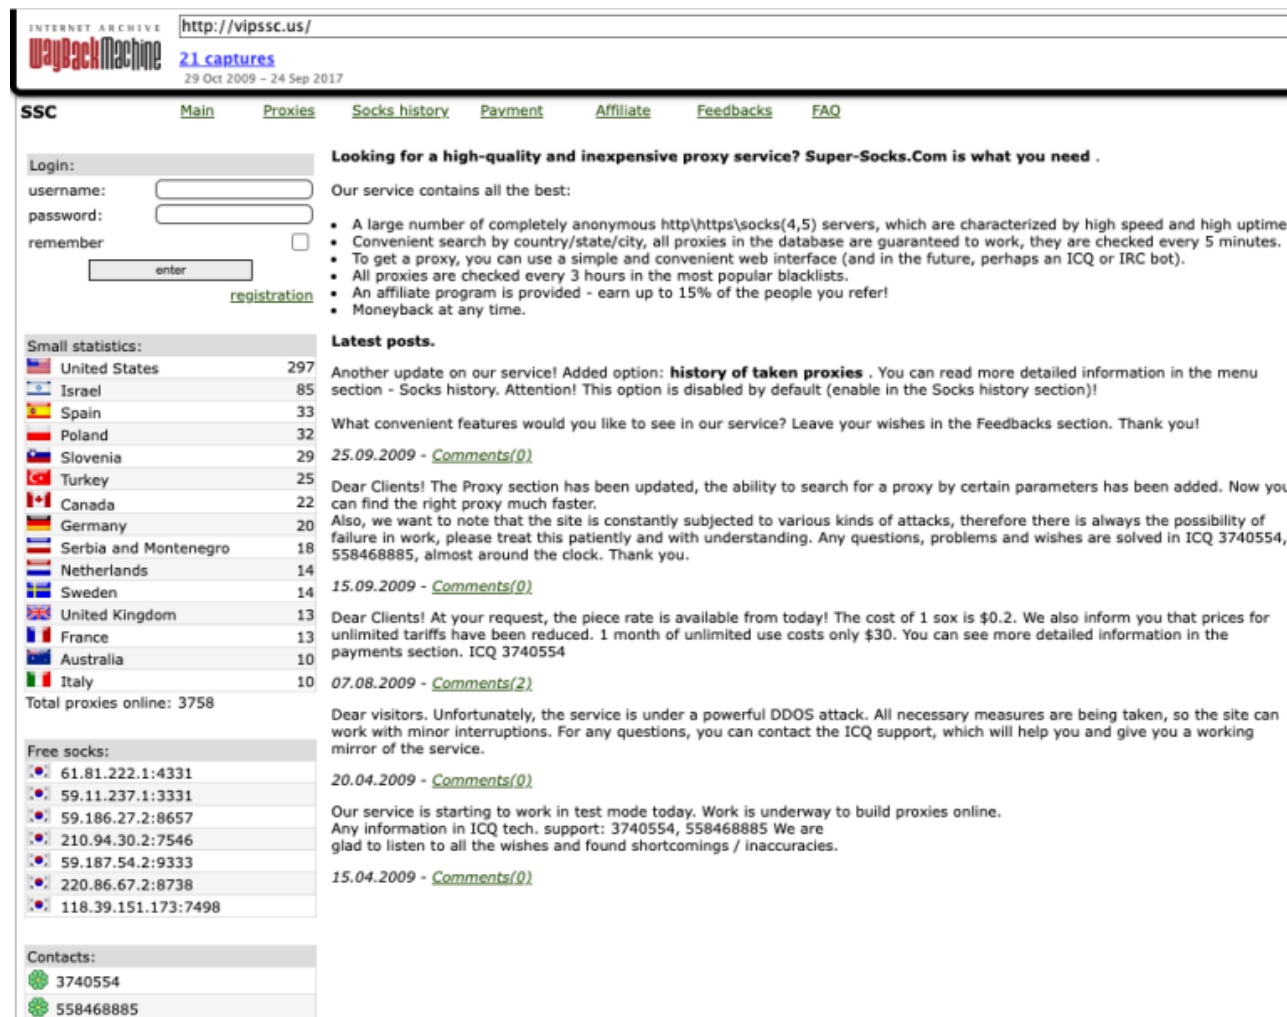 INTERNET ARCHIVE
WayBackMachine
http://vipssc.us/
21 captures
29 Oct 2009 – 24 Sep 2017
SSC Main Proxies Socks history Payment Affiliate Feedbacks FAQ
Login:
username:
password:
remember
enter
registration
Small statistics:
United States 297
Israel 85
Spain 33
Poland 32
Slovenia 29
Turkey 25
Canada 22
Germany 20
Serbia and Montenegro 18
Netherlands 14
Sweden 14
United Kingdom 13
France 13
Australia 10
Italy 10
Total proxies online: 3758
Free socks:
61.81.222.1:4331
59.11.237.1:3331
59.186.27.2:8657
210.94.30.2:7546
59.187.54.2:9333
220.86.67.2:8738
118.39.151.173:7498
Contacts:
3740554
558468885
Looking for a high-quality and inexpensive proxy service? Super-Socks.Com is what you need .
Our service contains all the best:
• A large number of completely anonymous http\https\socks(4,5) servers, which are characterized by high speed and high uptime
• Convenient search by country/state/city, all proxies in the database are guaranteed to work, they are checked every 5 minutes.
• To get a proxy, you can use a simple and convenient web interface (and in the future, perhaps an ICQ or IRC bot).
• All proxies are checked every 3 hours in the most popular blacklists.
• An affiliate program is provided - earn up to 15% of the people you refer!
• Moneyback at any time.
Latest posts.
Another update on our service! Added option: history of taken proxies . You can read more detailed information in the menu
section - Socks history. Attention! This option is disabled by default (enable in the Socks history section)!
What convenient features would you like to see in our service? Leave your wishes in the Feedbacks section. Thank you!
25.09.2009 - Comments(0)
Dear Clients! The Proxy section has been updated, the ability to search for a proxy by certain parameters has been added. Now you
can find the right proxy much faster.
Also, we want to note that the site is constantly subjected to various kinds of attacks, therefore there is always the possibility of
failure in work, please treat this patiently and with understanding. Any questions, problems and wishes are solved in ICQ 3740554,
558468885, almost around the clock. Thank you.
15.09.2009 - Comments(0)
Dear Clients! At your request, the piece rate is available from today! The cost of 1 sox is $0.2. We also inform you that prices for
unlimited tariffs have been reduced. 1 month of unlimited use costs only $30. You can see more detailed information in the
payments section. ICQ 3740554
07.08.2009 - Comments(2)
Dear visitors. Unfortunately, the service is under a powerful DDOS attack. All necessary measures are being taken, so the site can
work with minor interruptions. For any questions, you can contact the ICQ support, which will help you and give you a working
mirror of the service.
20.04.2009 - Comments(0)
Our service is starting to work in test mode today. Work is underway to build proxies online.
Any information in ICQ tech. support: 3740554, 558468885 We are
glad to listen to all the wishes and found shortcomings / inaccuracies.
15.04.2009 - Comments(0)